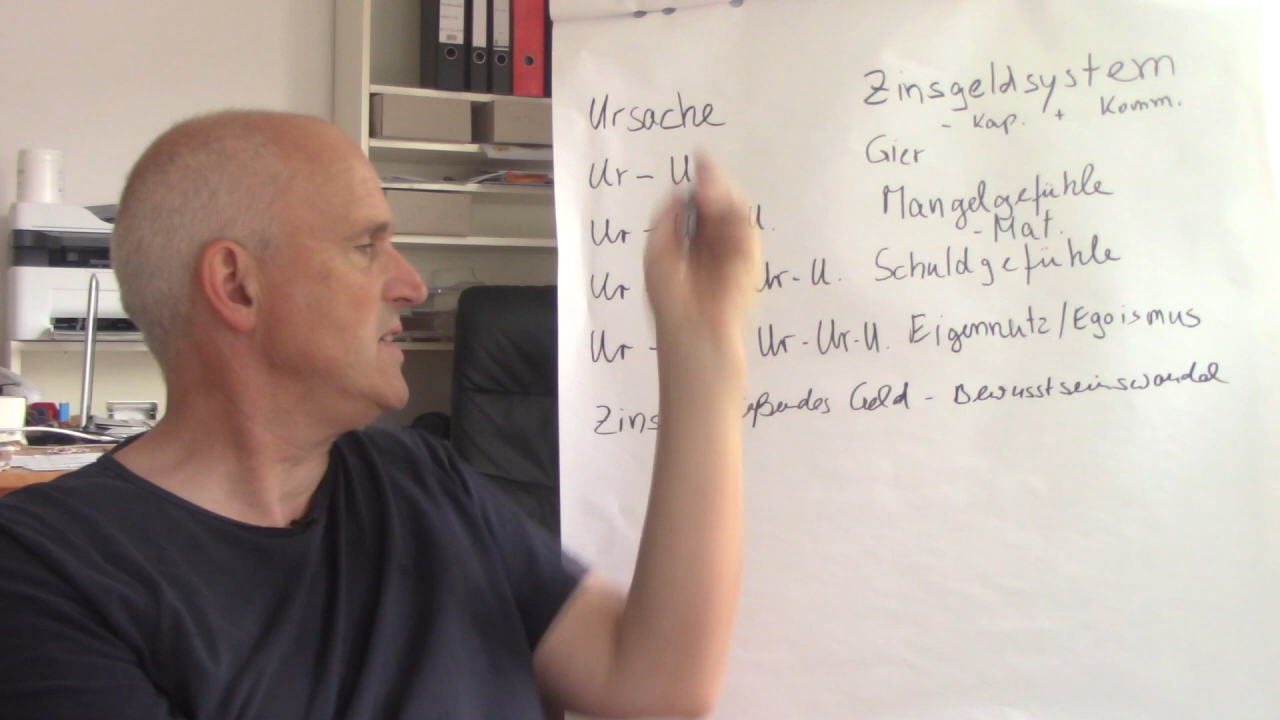 Ursache Zinsgeldsystem
- Kap. + Komm.
Ur - U Gier
Ur - U. Mangelgefühle
- Mat.
Ur Ur-U. Schuldgefühle
Ur - Ur-Ur-U. Eigennutz/Egoismus
Zins eßendes Geld - Bewusstseinswandel